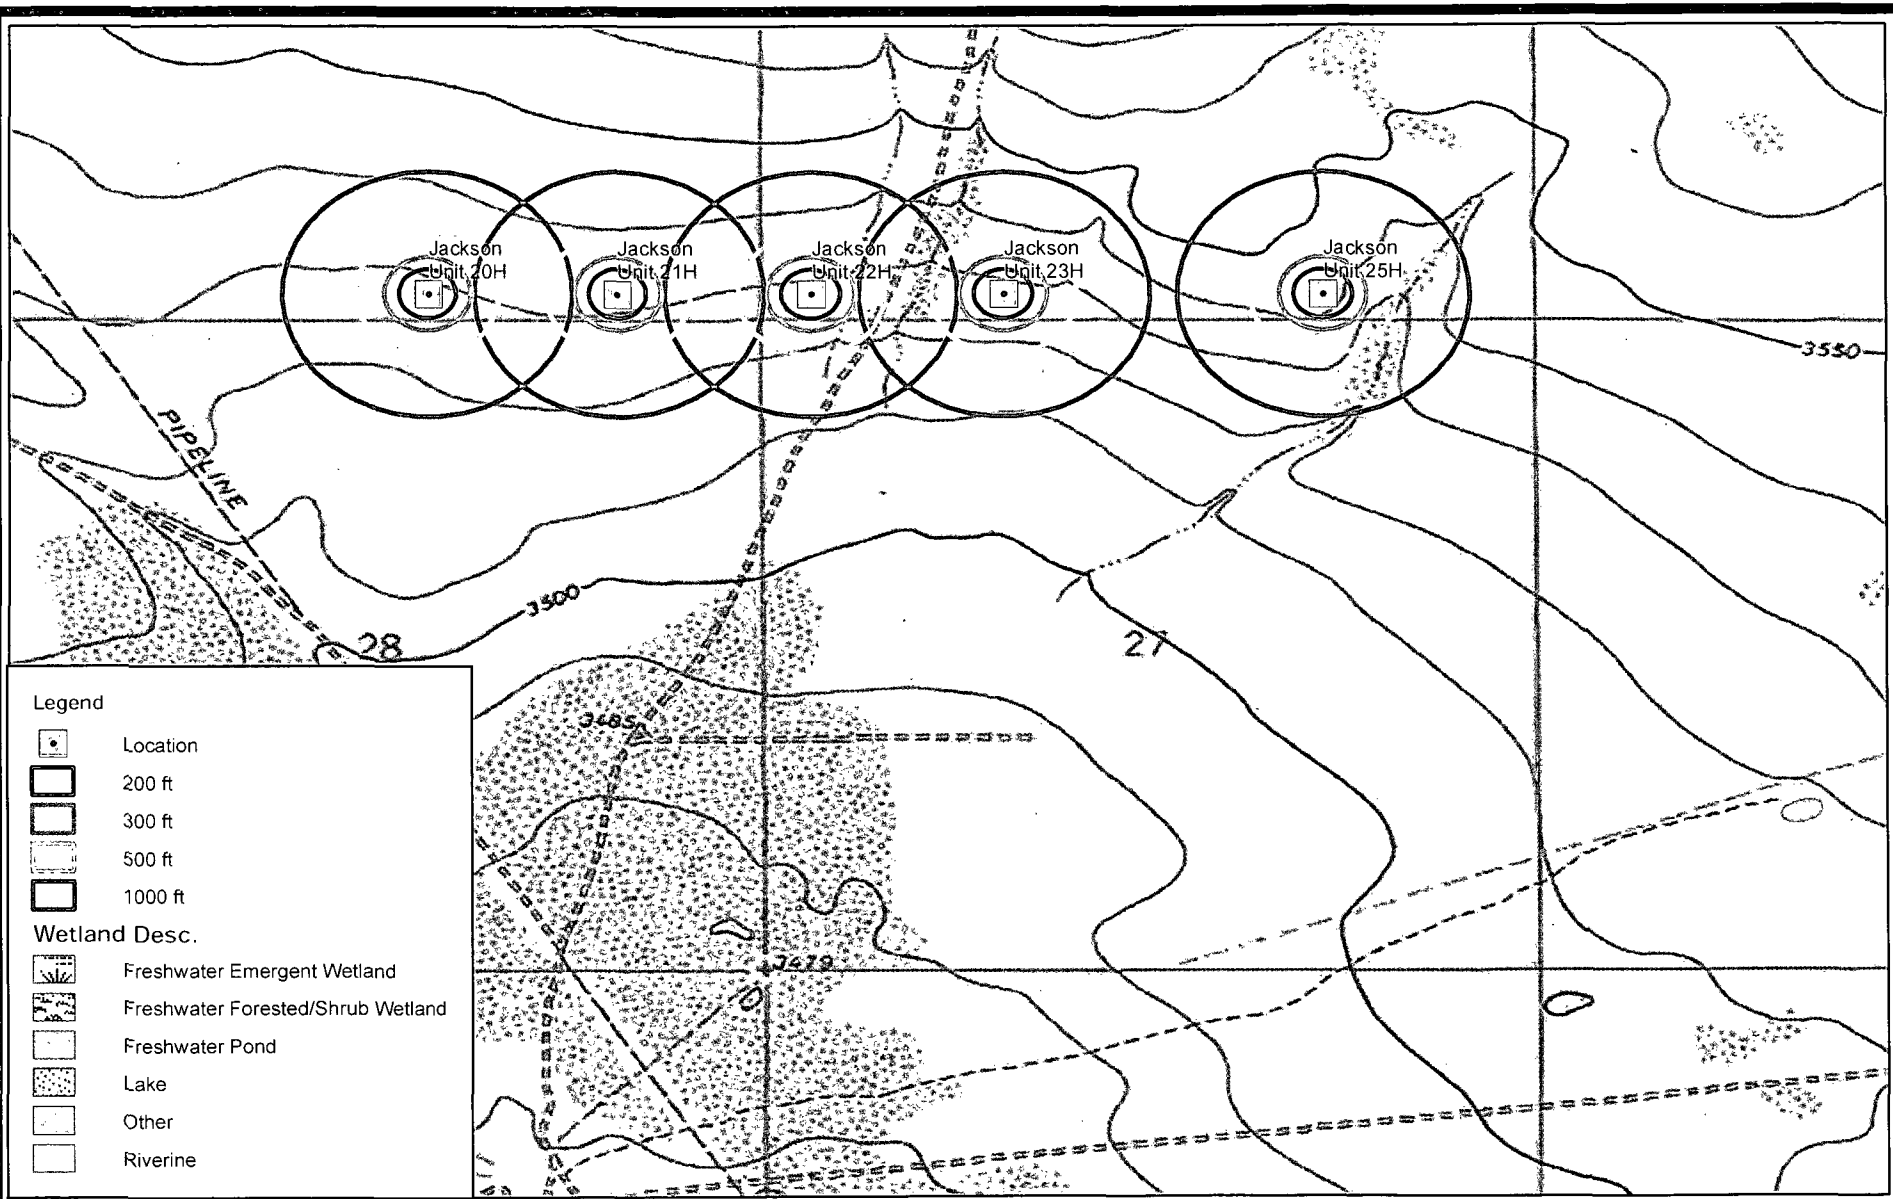 Jackson
Unit 20H
Jackson
Unit 21H
Jackson
Unit 22H
Jackson
Unit 23H
Jackson
Unit 25H
3550
PIPELINE
3500
28
27
3485
3479
Legend
Location
200 ft
300 ft
500 ft
1000 ft
Wetland Desc.
Freshwater Emergent Wetland
Freshwater Forested/Shrub Wetland
Freshwater Pond
Lake
Other
Riverine